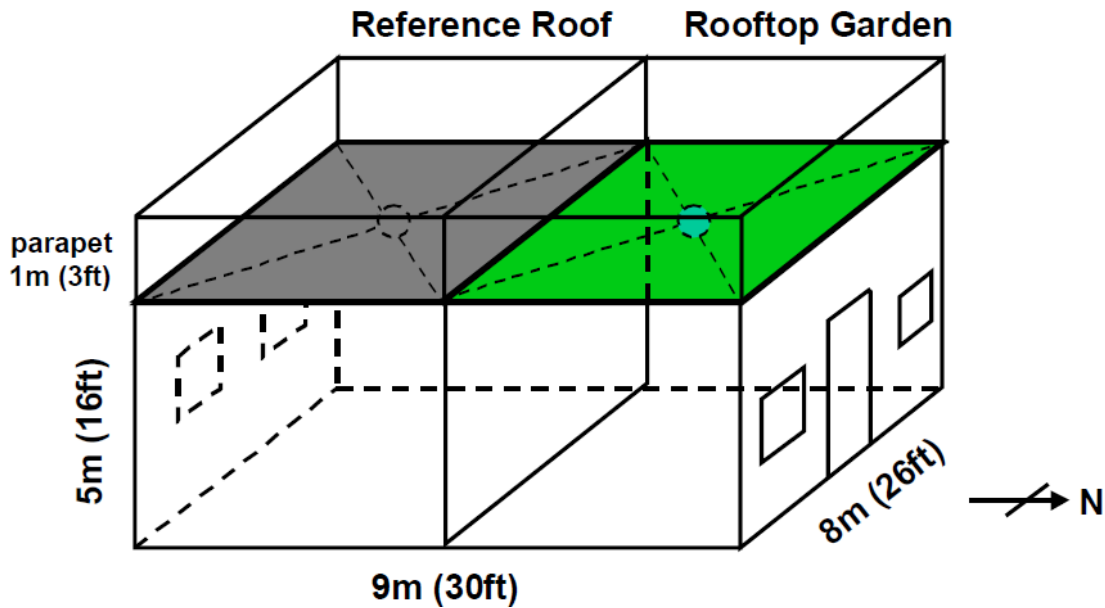 Reference Roof
Rooftop Garden
parapet
1m (3ft)
5m (16ft)
8m (26ft)
N
9m (30ft)